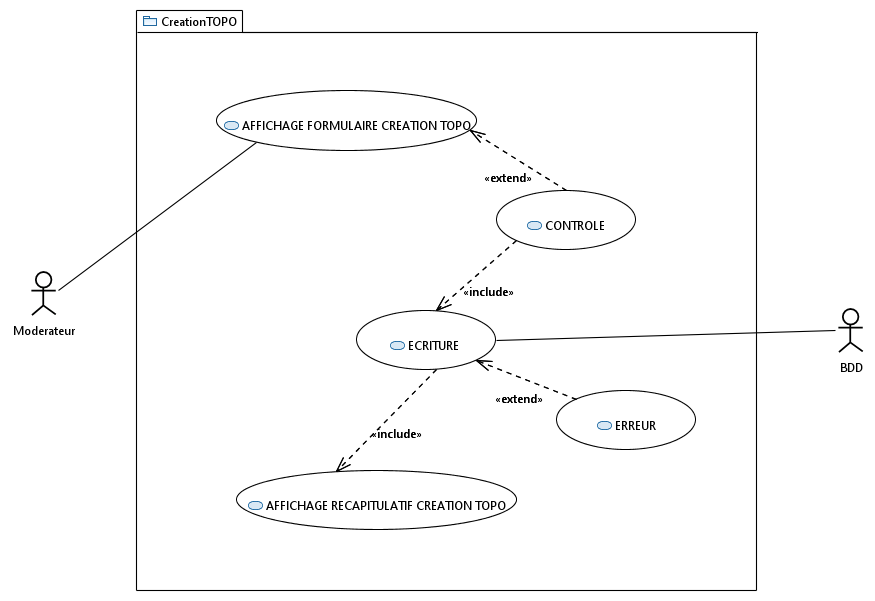 CreationTOPO
AFFICHAGE FORMULAIRE CREATION TOPO
«extend»
CONTROLE
«include»
Moderateur
ECRITURE
BDD
«extend»
ERREUR
«include»
AFFICHAGE RECAPITULATIF CREATION TOPO